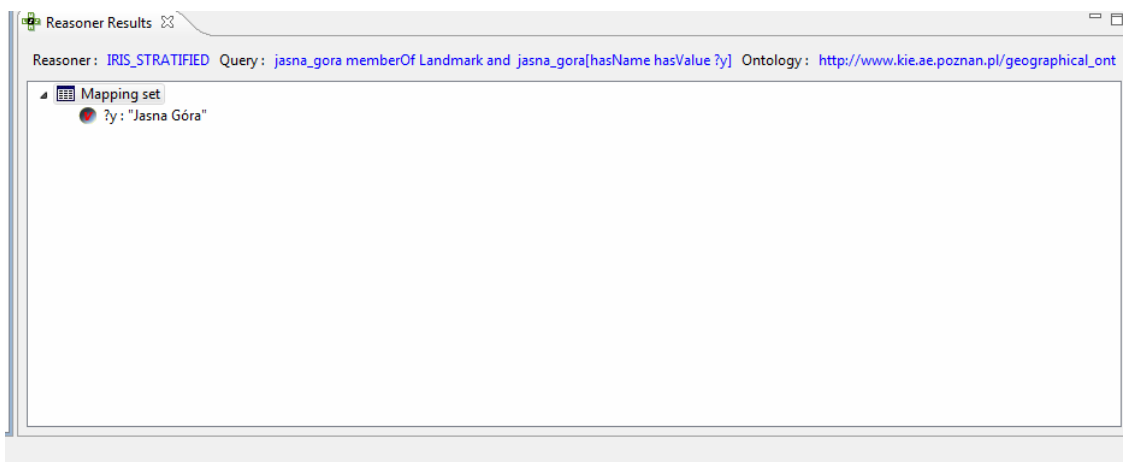 Reasoner Results
Reasoner: IRIS_STRATIFIED Query: jasna_gora memberOf Landmark and jasna_gora[hasName hasValue ?y] Ontology: http://www.kie.ae.poznan.pl/geographical_ont
Mapping set
?y : "Jasna Góra"